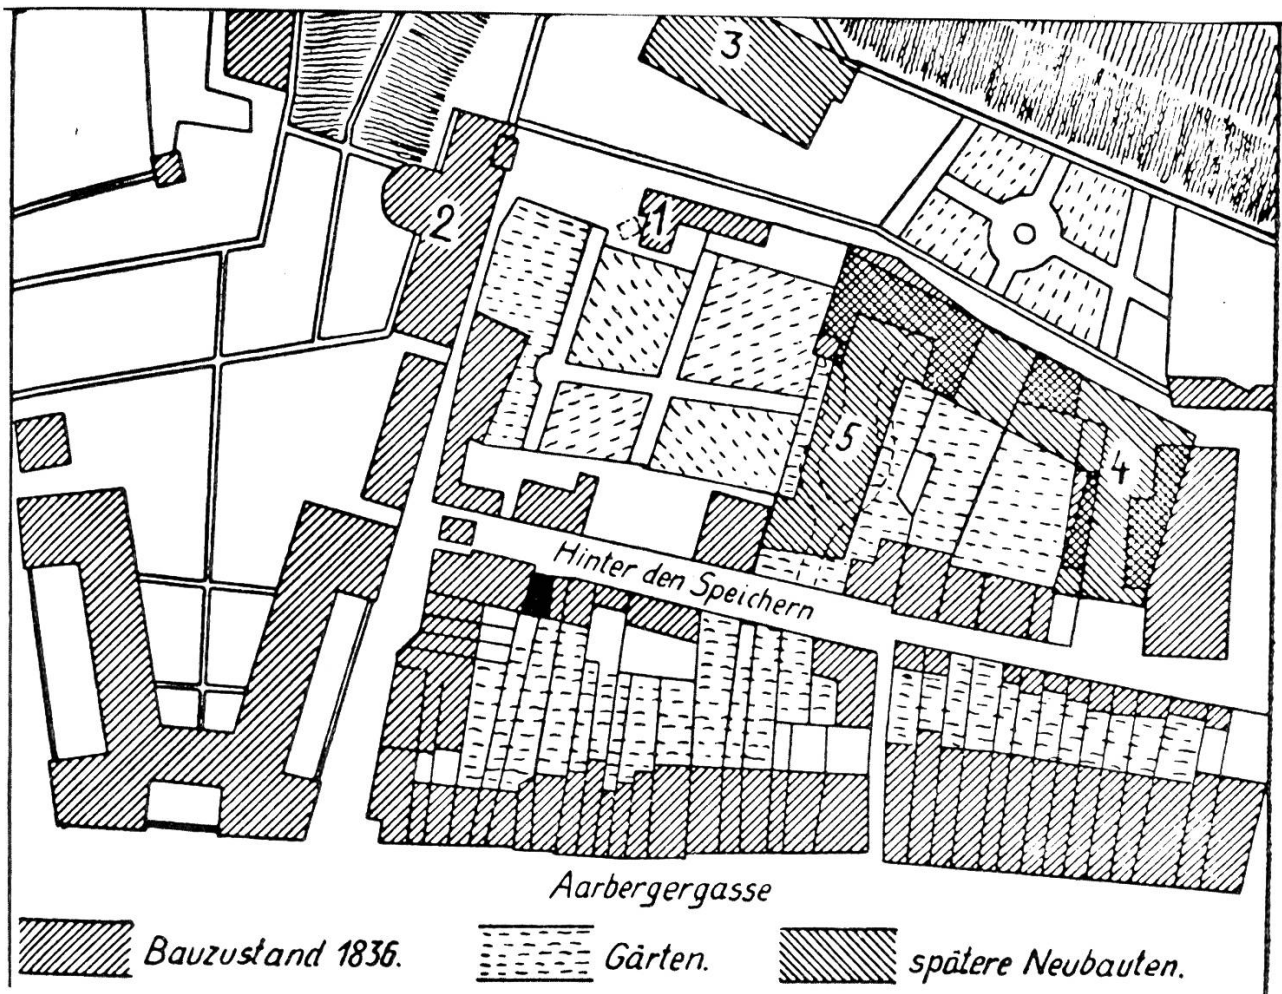 3
1
2
5
4
Hinter den Speichern
Aarbergergasse
Bauzustand 1836.
Gärten.
spätere Neubauten.